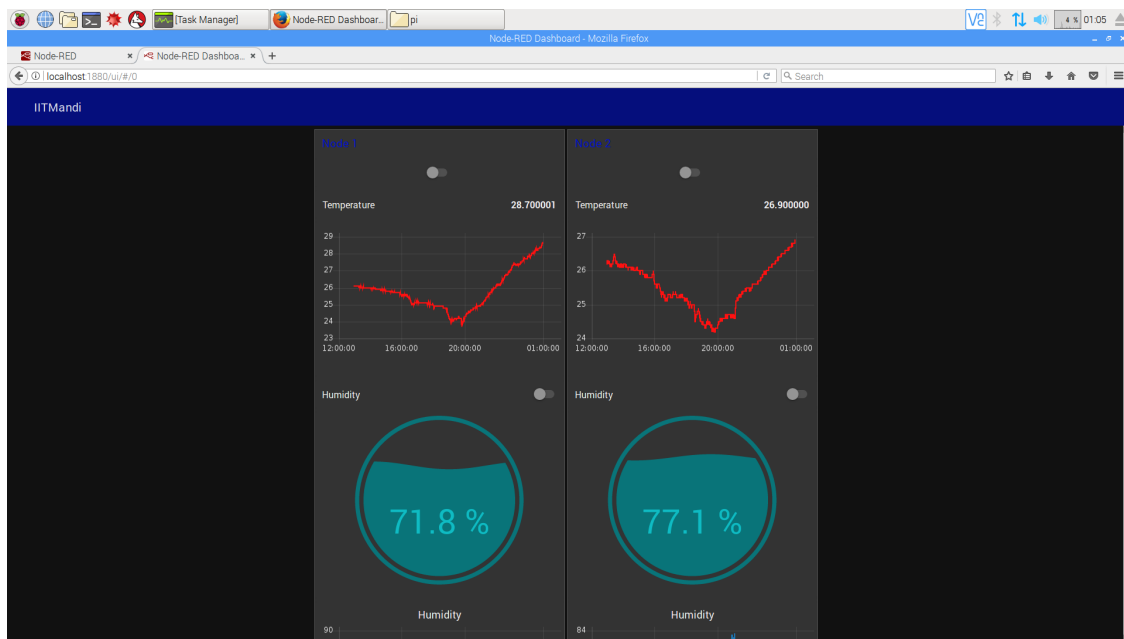 [Task Manager] Node-RED Dashboar... pi 4 % 01:05
Node-RED Dashboard - Mozilla Firefox
Node-RED Node-RED Dashboa...
localhost:1880/ui/#/0 Search
IITMandi
Node 1
Temperature 28.700001
29
28
27
26
25
24
23
12:00:00 16:00:00 20:00:00 01:00:00
Humidity
71.8 %
Humidity
90
Node 2
Temperature 26.900000
27
26
25
24
12:00:00 16:00:00 20:00:00 01:00:00
Humidity
77.1 %
Humidity
84